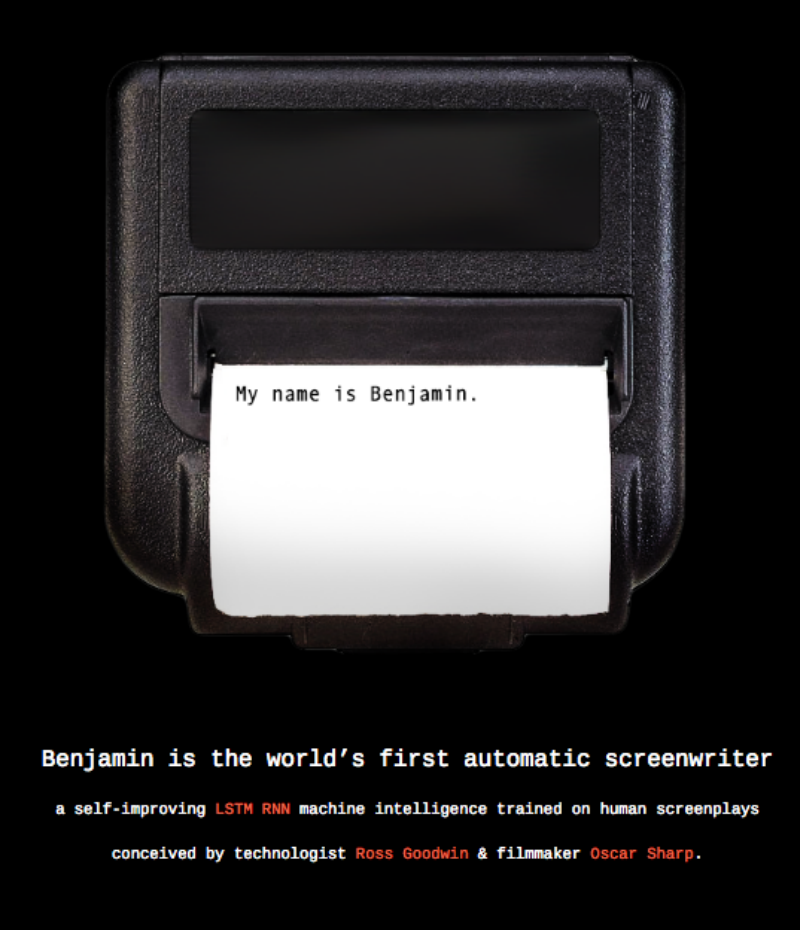 My name is Benjamin.
Benjamin is the world’s first automatic screenwriter
a self-improving LSTM RNN machine intelligence trained on human screenplays
conceived by technologist Ross Goodwin & filmmaker Oscar Sharp.